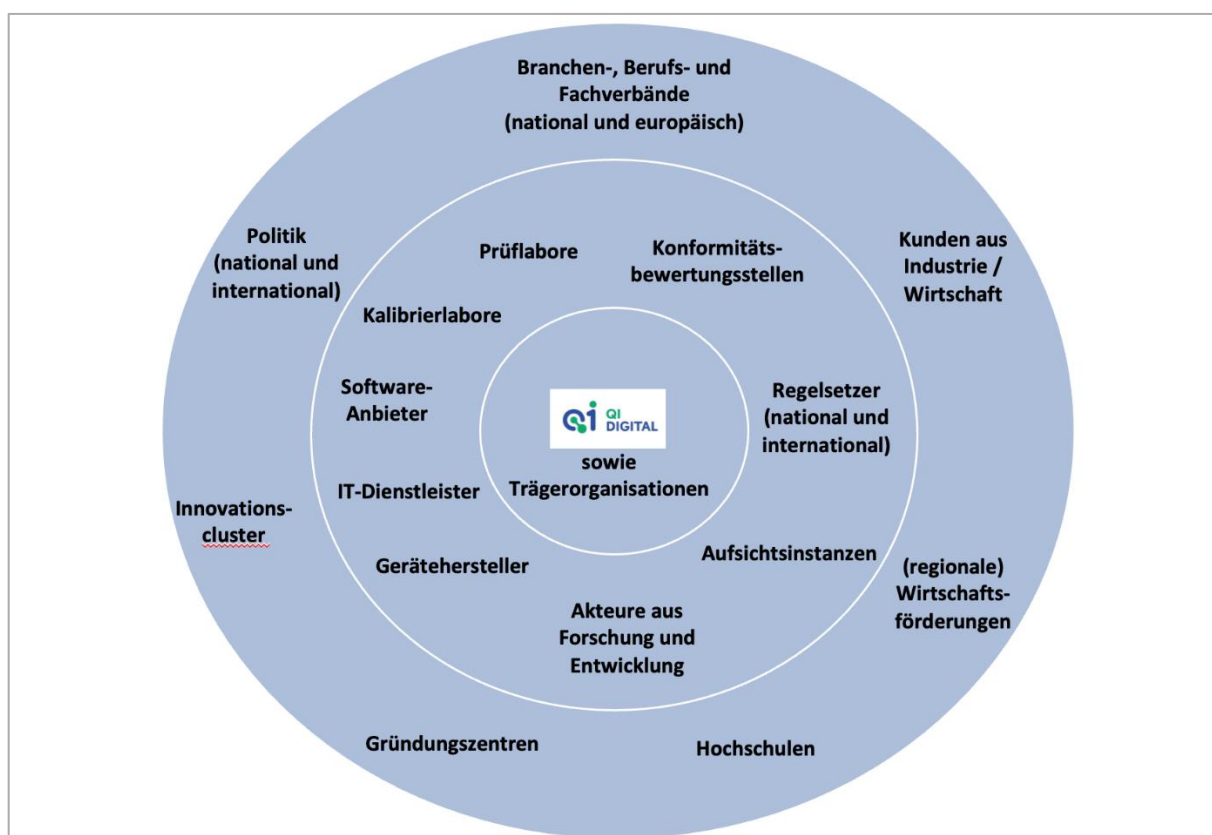 Branchen-, Berufs- und
Fachverbände
(national und europäisch)
Politik
(national und
international)
Kunden aus
Industrie /
Wirtschaft
Prüflabore
Konformitäts-
bewertungsstellen
Kalibrierlabore
Software-
Anbieter
Regelsetzer
(national und
international)
QI
DIGITAL
sowie
Trägerorganisationen
IT-Dienstleister
Innovations-
cluster
Gerätehersteller
Aufsichtsinstanzen
(regionale)
Wirtschafts-
förderungen
Akteure aus
Forschung und
Entwicklung
Gründungszentren
Hochschulen